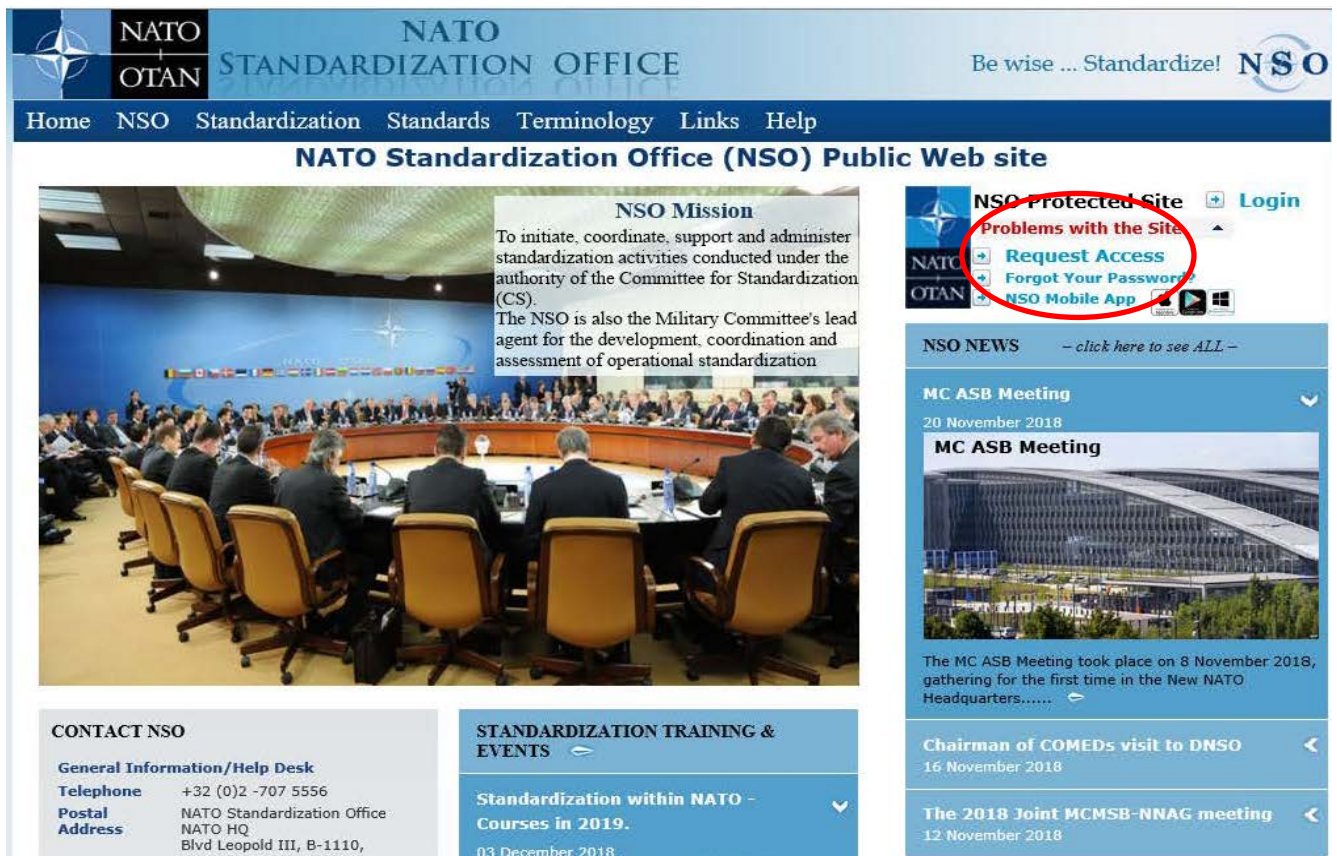 NATO
OTAN
NATO
STANDARDIZATION OFFICE
Be wise ... Standardize! NSO
Home NSO Standardization Standards Terminology Links Help
NATO Standardization Office (NSO) Public Web site
NSO Mission
To initiate, coordinate, support and administer
standardization activities conducted under the
authority of the Committee for Standardization
(CS).
The NSO is also the Military Committee's lead
agent for the development, coordination and
assessment of operational standardization
NATO
OTAN
NSO Protected Site Login
Problems with the Site
Request Access
Forgot Your Password?
NSO Mobile App
NSO NEWS – click here to see ALL –
MC ASB Meeting
20 November 2018
MC ASB Meeting
The MC ASB Meeting took place on 8 November 2018,
gathering for the first time in the New NATO
Headquarters......
Chairman of COMEDs visit to DNSO
16 November 2018
The 2018 Joint MCMSB-NNAG meeting
12 November 2018
CONTACT NSO
General Information/Help Desk
Telephone +32 (0)2 -707 5556
Postal Address NATO Standardization Office
NATO HQ
Blvd Leopold III, B-1110,
STANDARDIZATION TRAINING &
EVENTS
Standardization within NATO -
Courses in 2019.
03 December 2018